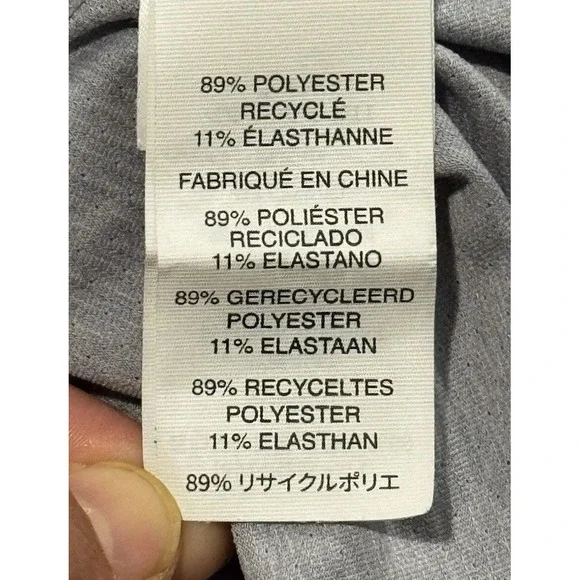 89% POLYESTER
RECYCLÉ
11% ÉLASTHANNE
FABRIQUÉ EN CHINE
89% POLIÉSTER
RECICLADO
11% ELASTANO
89% GERECYCLEERD
POLYESTER
11% ELASTAAN
89% RECYCELTES
POLYESTER
11% ELASTHAN
89% リサイクルポリエ